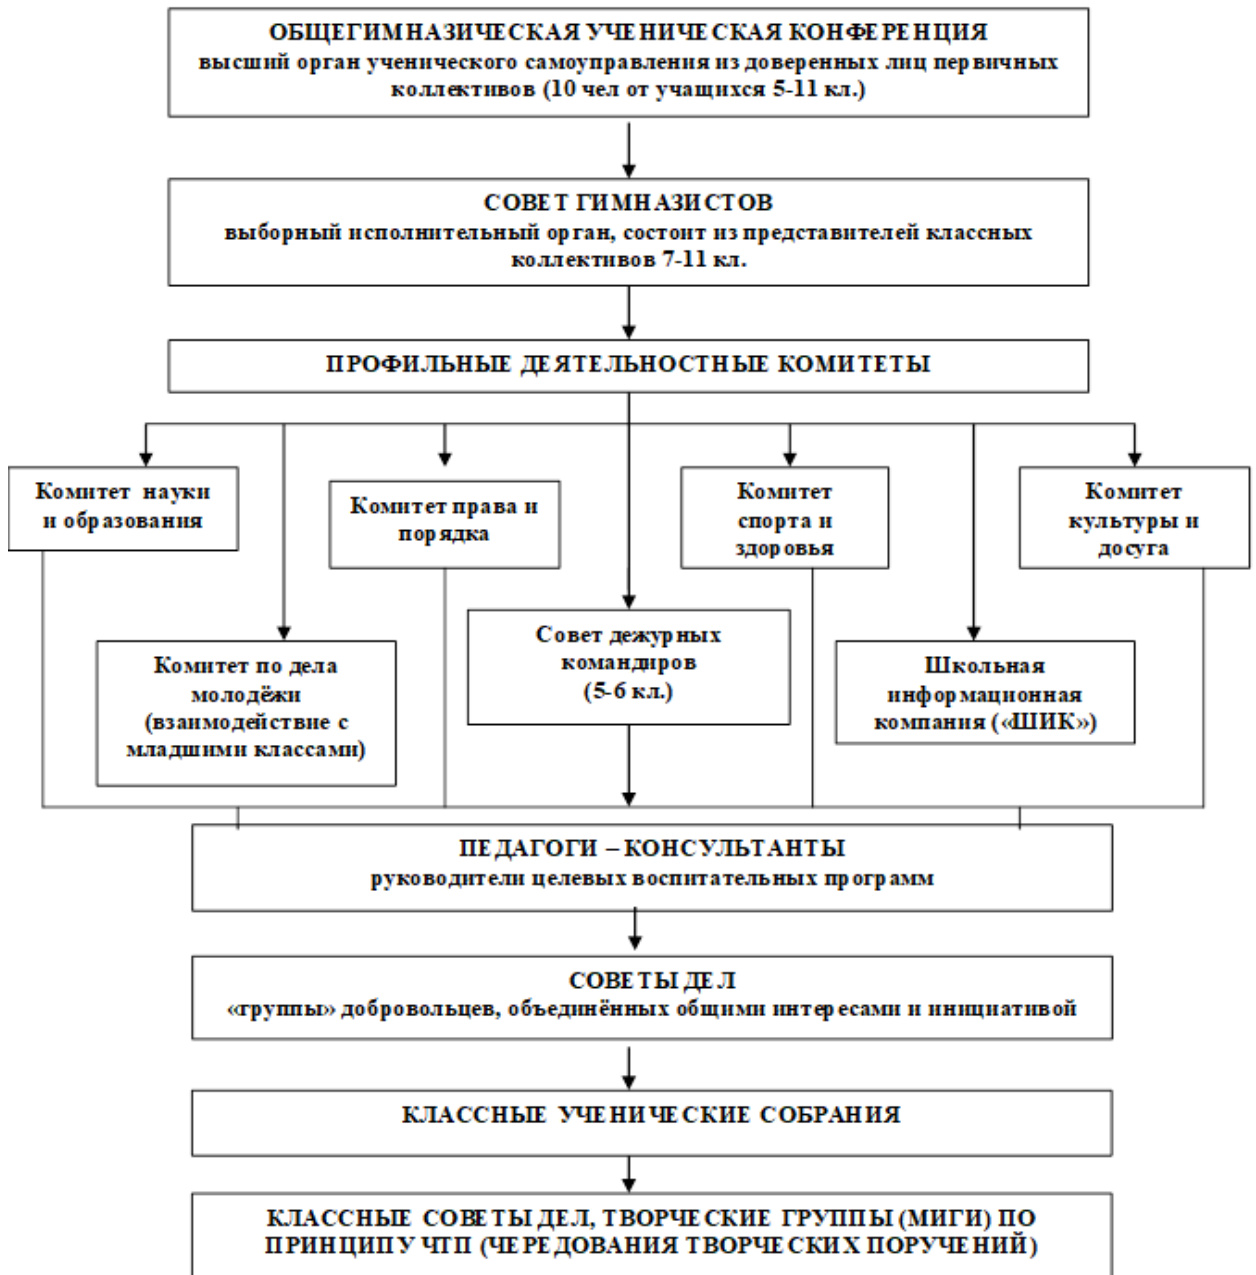 ОБЩЕГИМНАЗИЧЕСКАЯ УЧЕНИЧЕСКАЯ КОНФЕРЕНЦИЯ
высший орган ученического самоуправления из доверенных лиц первичных
коллективов (10 чел от учащихся 5-11 кл.)
СОВЕТ ГИМНАЗИСТОВ
выборный исполнительный орган, состоит из представителей классных
коллективов 7-11 кл.
ПРОФИЛЬНЫЕ ДЕЯТЕЛЬНОСТНЫЕ КОМИТЕТЫ
Комитет науки
и образования
Комитет права и
порядка
Комитет
спорта и
здоровья
Комитет
культуры и
досуга
Комитет по дела
молодёжи
(взаимодействие с
младшими классами)
Совет дежурных
командиров
(5-6 кл.)
Школьная
информационная
компания («ШИК»)
ПЕДАГОГИ – КОНСУЛЬТАНТЫ
руководители целевых воспитательных программ
СОВЕТЫ ДЕЛ
«группы» добровольцев, объединённых общими интересами и инициативой
КЛАССНЫЕ УЧЕНИЧЕСКИЕ СОБРАНИЯ
КЛАССНЫЕ СОВЕТЫ ДЕЛ, ТВОРЧЕСКИЕ ГРУППЫ (МИГИ) ПО
ПРИНЦИПУ ЧТП (ЧЕРЕДОВАНИЯ ТВОРЧЕСКИХ ПОРУЧЕНИЙ)